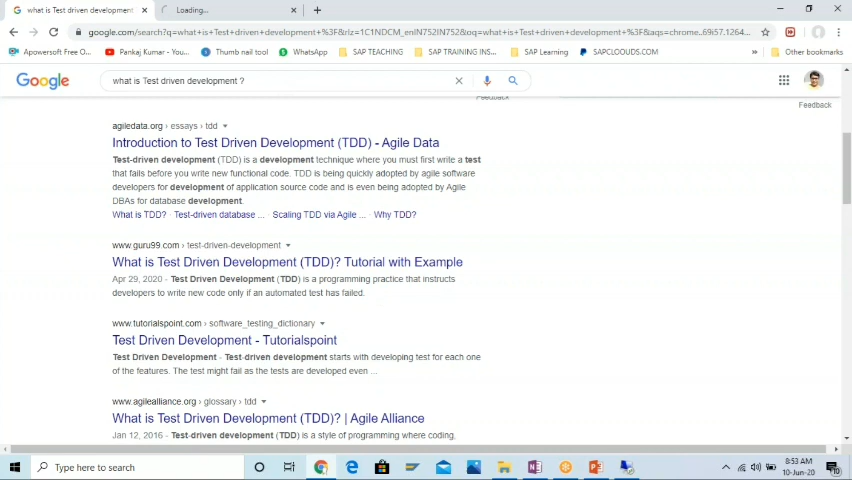 what is Test driven development
Loading...
google.com/search?q=what+is+Test+driven+development+%3F&rlz=1C1NDCM_enIN752IN752&oq=what+is+Test+driven+development+%3F&aqs=chrome..69i57.1264...
Apowersoft Free O...
Pankaj Kumar - You...
Thumb nail tool
WhatsApp
SAP TEACHING
SAP TRAINING INS...
SAP Learning
SAPCLOOUDS.COM
»
Other bookmarks
Google
what is Test driven development ?
Feedback
Feedback
agiledata.org › essays › tdd
Introduction to Test Driven Development (TDD) - Agile Data
Test-driven development (TDD) is a development technique where you must first write a test
that fails before you write new functional code. TDD is being quickly adopted by agile software
developers for development of application source code and is even being adopted by Agile
DBAs for database development.
What is TDD? · Test-driven database ... · Scaling TDD via Agile ... · Why TDD?
www.guru99.com › test-driven-development
What is Test Driven Development (TDD)? Tutorial with Example
Apr 29, 2020 - Test Driven Development (TDD) is a programming practice that instructs
developers to write new code only if an automated test has failed.
www.tutorialspoint.com › software_testing_dictionary
Test Driven Development - Tutorialspoint
Test Driven Development - Test-driven development starts with developing test for each one
of the features. The test might fail as the tests are developed even ...
www.agilealliance.org › glossary › tdd
What is Test Driven Development (TDD)? | Agile Alliance
Jan 12, 2016 - Test-driven development (TDD) is a style of programming where coding,
Type here to search
8:53 AM
10-Jun-20